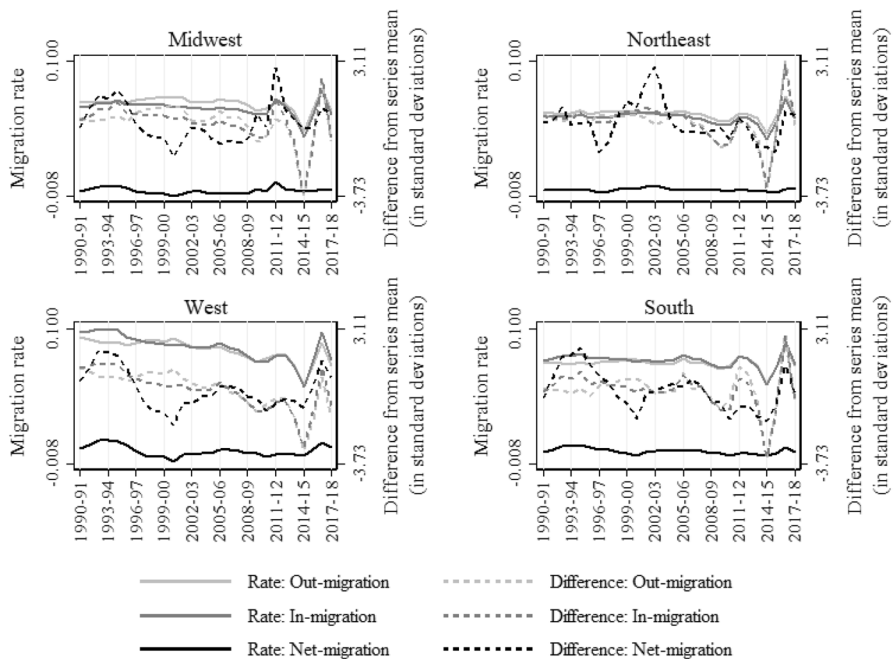 Midwest
Northeast
Migration rate
0.100
-0.008
3.11
-3.73
Difference from series mean
(in standard deviations)
Migration rate
0.100
-0.008
3.11
-3.73
Difference from series mean
(in standard deviations)
1990-91
1993-94
1996-97
1999-00
2002-03
2005-06
2008-09
2011-12
2014-15
2017-18
1990-91
1993-94
1996-97
1999-00
2002-03
2005-06
2008-09
2011-12
2014-15
2017-18
West
South
Migration rate
0.100
-0.008
3.11
-3.73
Difference from series mean
(in standard deviations)
Migration rate
0.100
-0.008
3.11
-3.73
Difference from series mean
(in standard deviations)
1990-91
1993-94
1996-97
1999-00
2002-03
2005-06
2008-09
2011-12
2014-15
2017-18
1990-91
1993-94
1996-97
1999-00
2002-03
2005-06
2008-09
2011-12
2014-15
2017-18
Rate: Out-migration
Difference: Out-migration
Rate: In-migration
Difference: In-migration
Rate: Net-migration
Difference: Net-migration